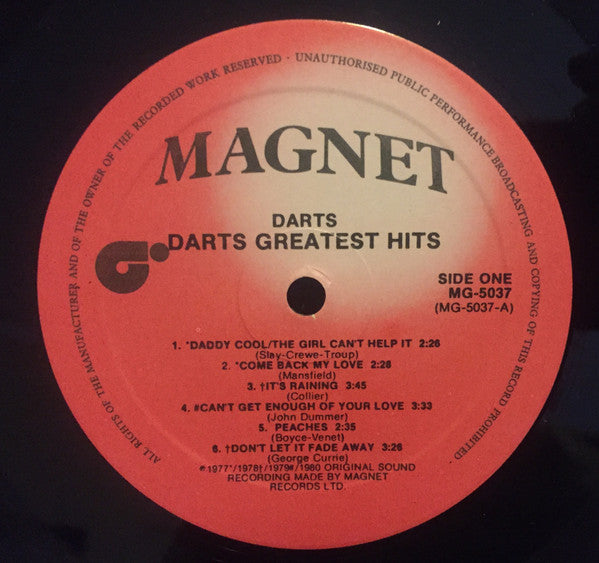 ALL RIGHTS OF THE MANUFACTURER AND OF THE OWNER OF THE RECORDED WORK RESERVED · UNAUTHORISED PUBLIC PERFORMANCE BROADCASTING AND COPYING OF THIS RECORD PROHIBITED
MAGNET
DARTS
DARTS GREATEST HITS
SIDE ONE
MG-5037
(MG-5037-A)
1. *DADDY COOL/THE GIRL CAN'T HELP IT 2:26
(Slay-Crewe-Troup)
2. *COME BACK MY LOVE 2:28
(Mansfield)
3. †IT'S RAINING 3:45
(Collier)
4. #CAN'T GET ENOUGH OF YOUR LOVE 3:33
(John Dummer)
5. PEACHES 2:35
(Boyce-Venet)
6. †DON'T LET IT FADE AWAY 3:26
(George Currie)
℗1977*/1978†/1979#/1980 ORIGINAL SOUND
RECORDING MADE BY MAGNET
RECORDS LTD.